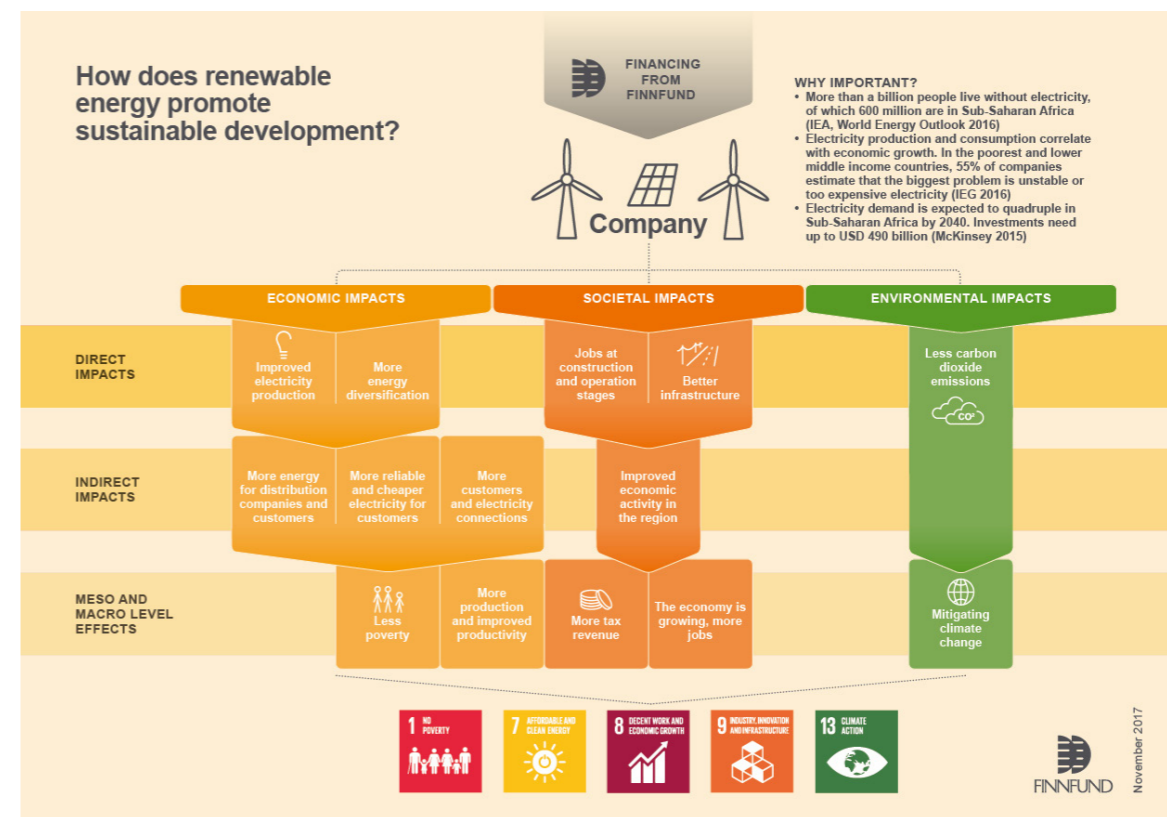 How does renewable
energy promote
sustainable development?
FINANCING
FROM
FINNFUND
Company
WHY IMPORTANT?
• More than a billion people live without electricity,
of which 600 million are in Sub-Saharan Africa
(IEA, World Energy Outlook 2016)
• Electricity production and consumption correlate
with economic growth. In the poorest and lower
middle income countries, 55% of companies
estimate that the biggest problem is unstable or
too expensive electricity (IEG 2016)
• Electricity demand is expected to quadruple in
Sub-Saharan Africa by 2040. Investments need
up to USD 490 billion (McKinsey 2015)
ECONOMIC IMPACTS
SOCIETAL IMPACTS
ENVIRONMENTAL IMPACTS
DIRECT
IMPACTS
Improved
electricity
production
More
energy
diversification
Jobs at
construction
and operation
stages
Better
infrastructure
Less carbon
dioxide
emissions
CO²
INDIRECT
IMPACTS
More energy
for distribution
companies and
customers
More reliable
and cheaper
electricity for
customers
More
customers
and electricity
connections
Improved
economic
activity in
the region
MESO AND
MACRO LEVEL
EFFECTS
Less
poverty
More
production
and improved
productivity
More tax
revenue
The economy is
growing, more
jobs
Mitigating
climate
change
1 NO
POVERTY
7 AFFORDABLE AND
CLEAN ENERGY
8 DECENT WORK AND
ECONOMIC GROWTH
9 INDUSTRY, INNOVATION
AND INFRASTRUCTURE
13 CLIMATE
ACTION
FINNFUND
November 2017